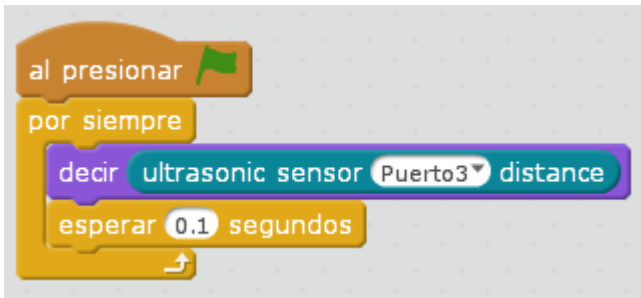 al presionar
por siempre
decir ultrasonic sensor Puerto3 distance
esperar 0.1 segundos